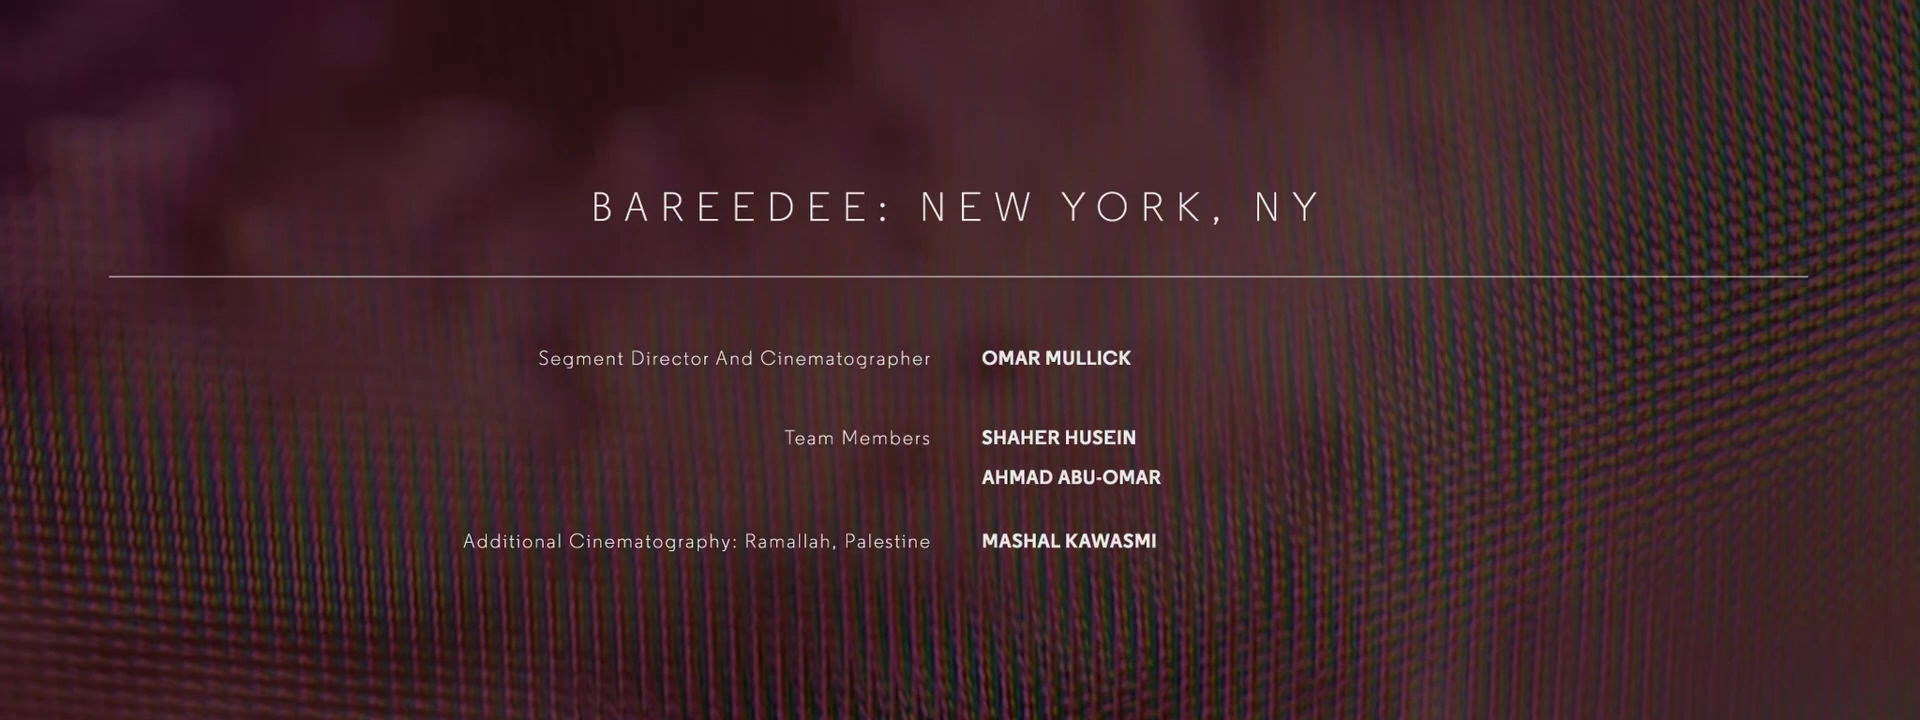 BAREEDEE: NEW YORK, NY
Segment Director And Cinematographer OMAR MULLICK
Team Members SHAHER HUSEIN
AHMAD ABU-OMAR
Additional Cinematography: Ramallah, Palestine MASHAL KAWASMI